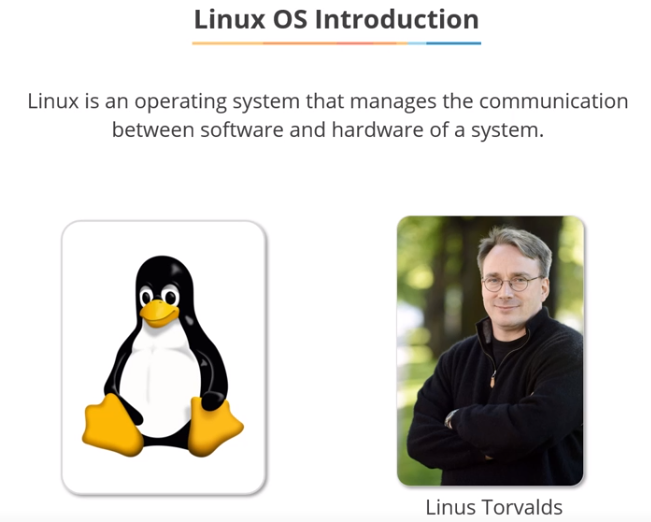 Linux OS Introduction
Linux is an operating system that manages the communication
between software and hardware of a system.
Linus Torvalds